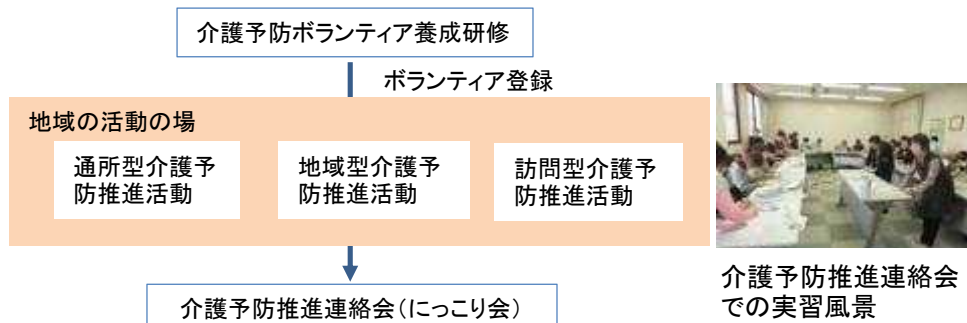 介護予防ボランティア養成研修
ボランティア登録
地域の活動の場
通所型介護予
防推進活動
地域型介護予
防推進活動
訪問型介護予
防推進活動
介護予防推進連絡会(にっこり会)
介護予防推進連絡会
での実習風景